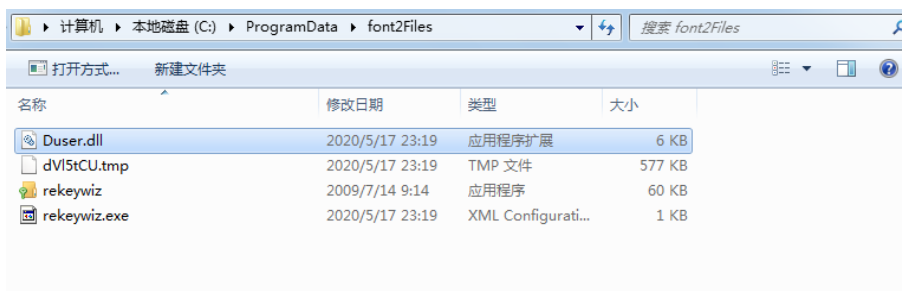 计算机 本地磁盘 (C:) ProgramData font2Files 搜索 font2Files
打开方式... 新建文件夹
名称 修改日期 类型 大小
Duser.dll 2020/5/17 23:19 应用程序扩展 6 KB
dVl5tCU.tmp 2020/5/17 23:19 TMP 文件 577 KB
rekeywiz 2009/7/14 9:14 应用程序 60 KB
rekeywiz.exe 2020/5/17 23:19 XML Configurati... 1 KB